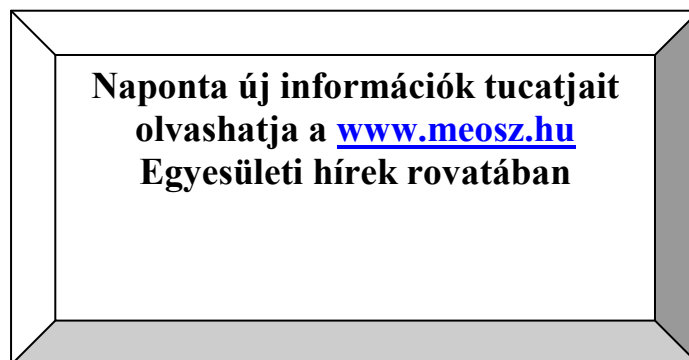 Naponta új információk tucatjait
olvashatja a www.meosz.hu
Egyesületi hírek rovatában